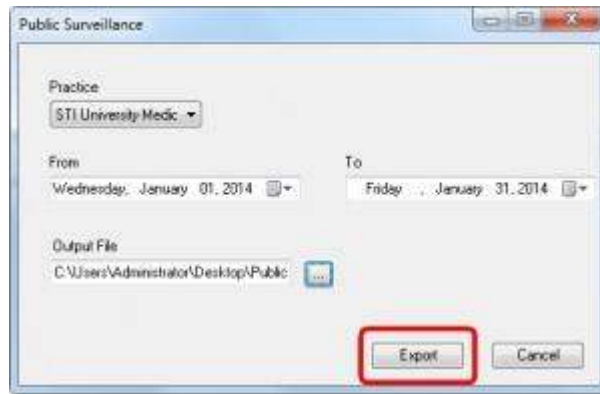 Public Surveillance
Practice
STI University Medic
From
To
Wednesday, January 01, 2014
Friday , January 31, 2014
Output File
C:\Users\Administrator\Desktop\Public
...
Export
Cancel